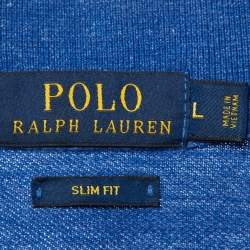 POLO
RALPH LAUREN
L
MADE IN
VIETNAM
SLIM FIT